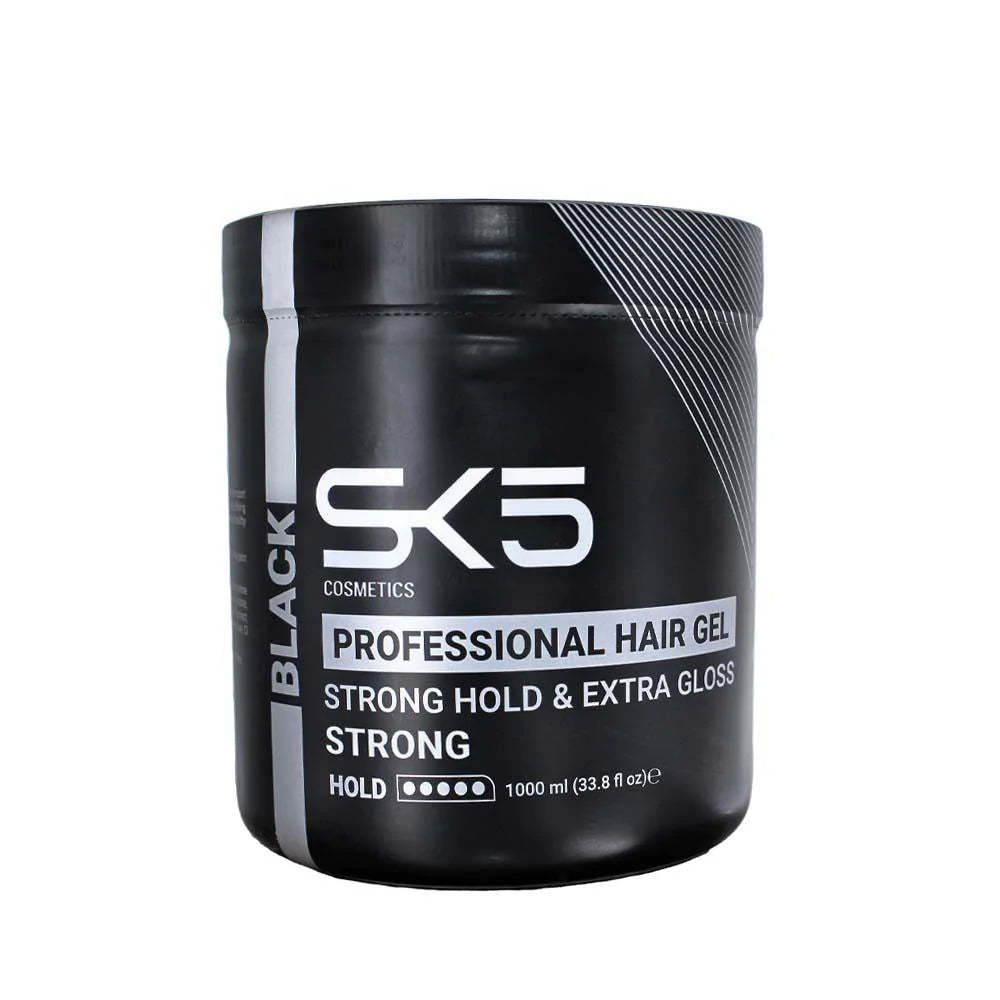 BLACK
SK5
COSMETICS
PROFESSIONAL HAIR GEL
STRONG HOLD & EXTRA GLOSS
STRONG
HOLD 1000 ml (33.8 fl oz)℮